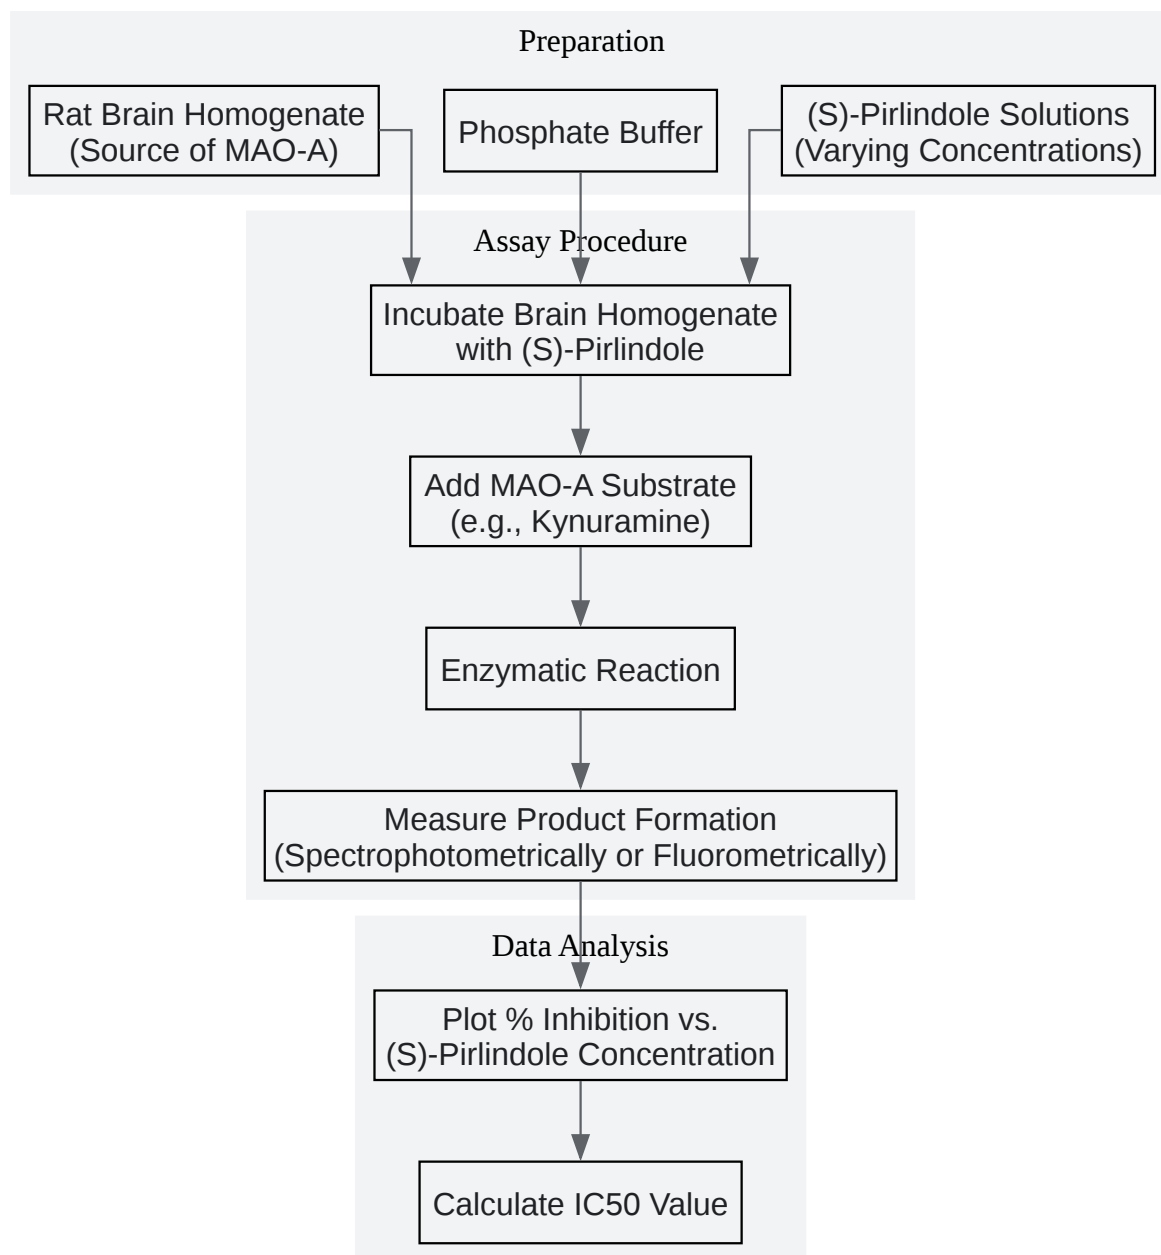 Preparation
Rat Brain Homogenate
(Source of MAO-A)
Phosphate Buffer
(S)-Pirlindole Solutions
(Varying Concentrations)
Assay Procedure
Incubate Brain Homogenate
with (S)-Pirlindole
Add MAO-A Substrate
(e.g., Kynuramine)
Enzymatic Reaction
Measure Product Formation
(Spectrophotometrically or Fluorometrically)
Data Analysis
Plot % Inhibition vs.
(S)-Pirlindole Concentration
Calculate IC50 Value